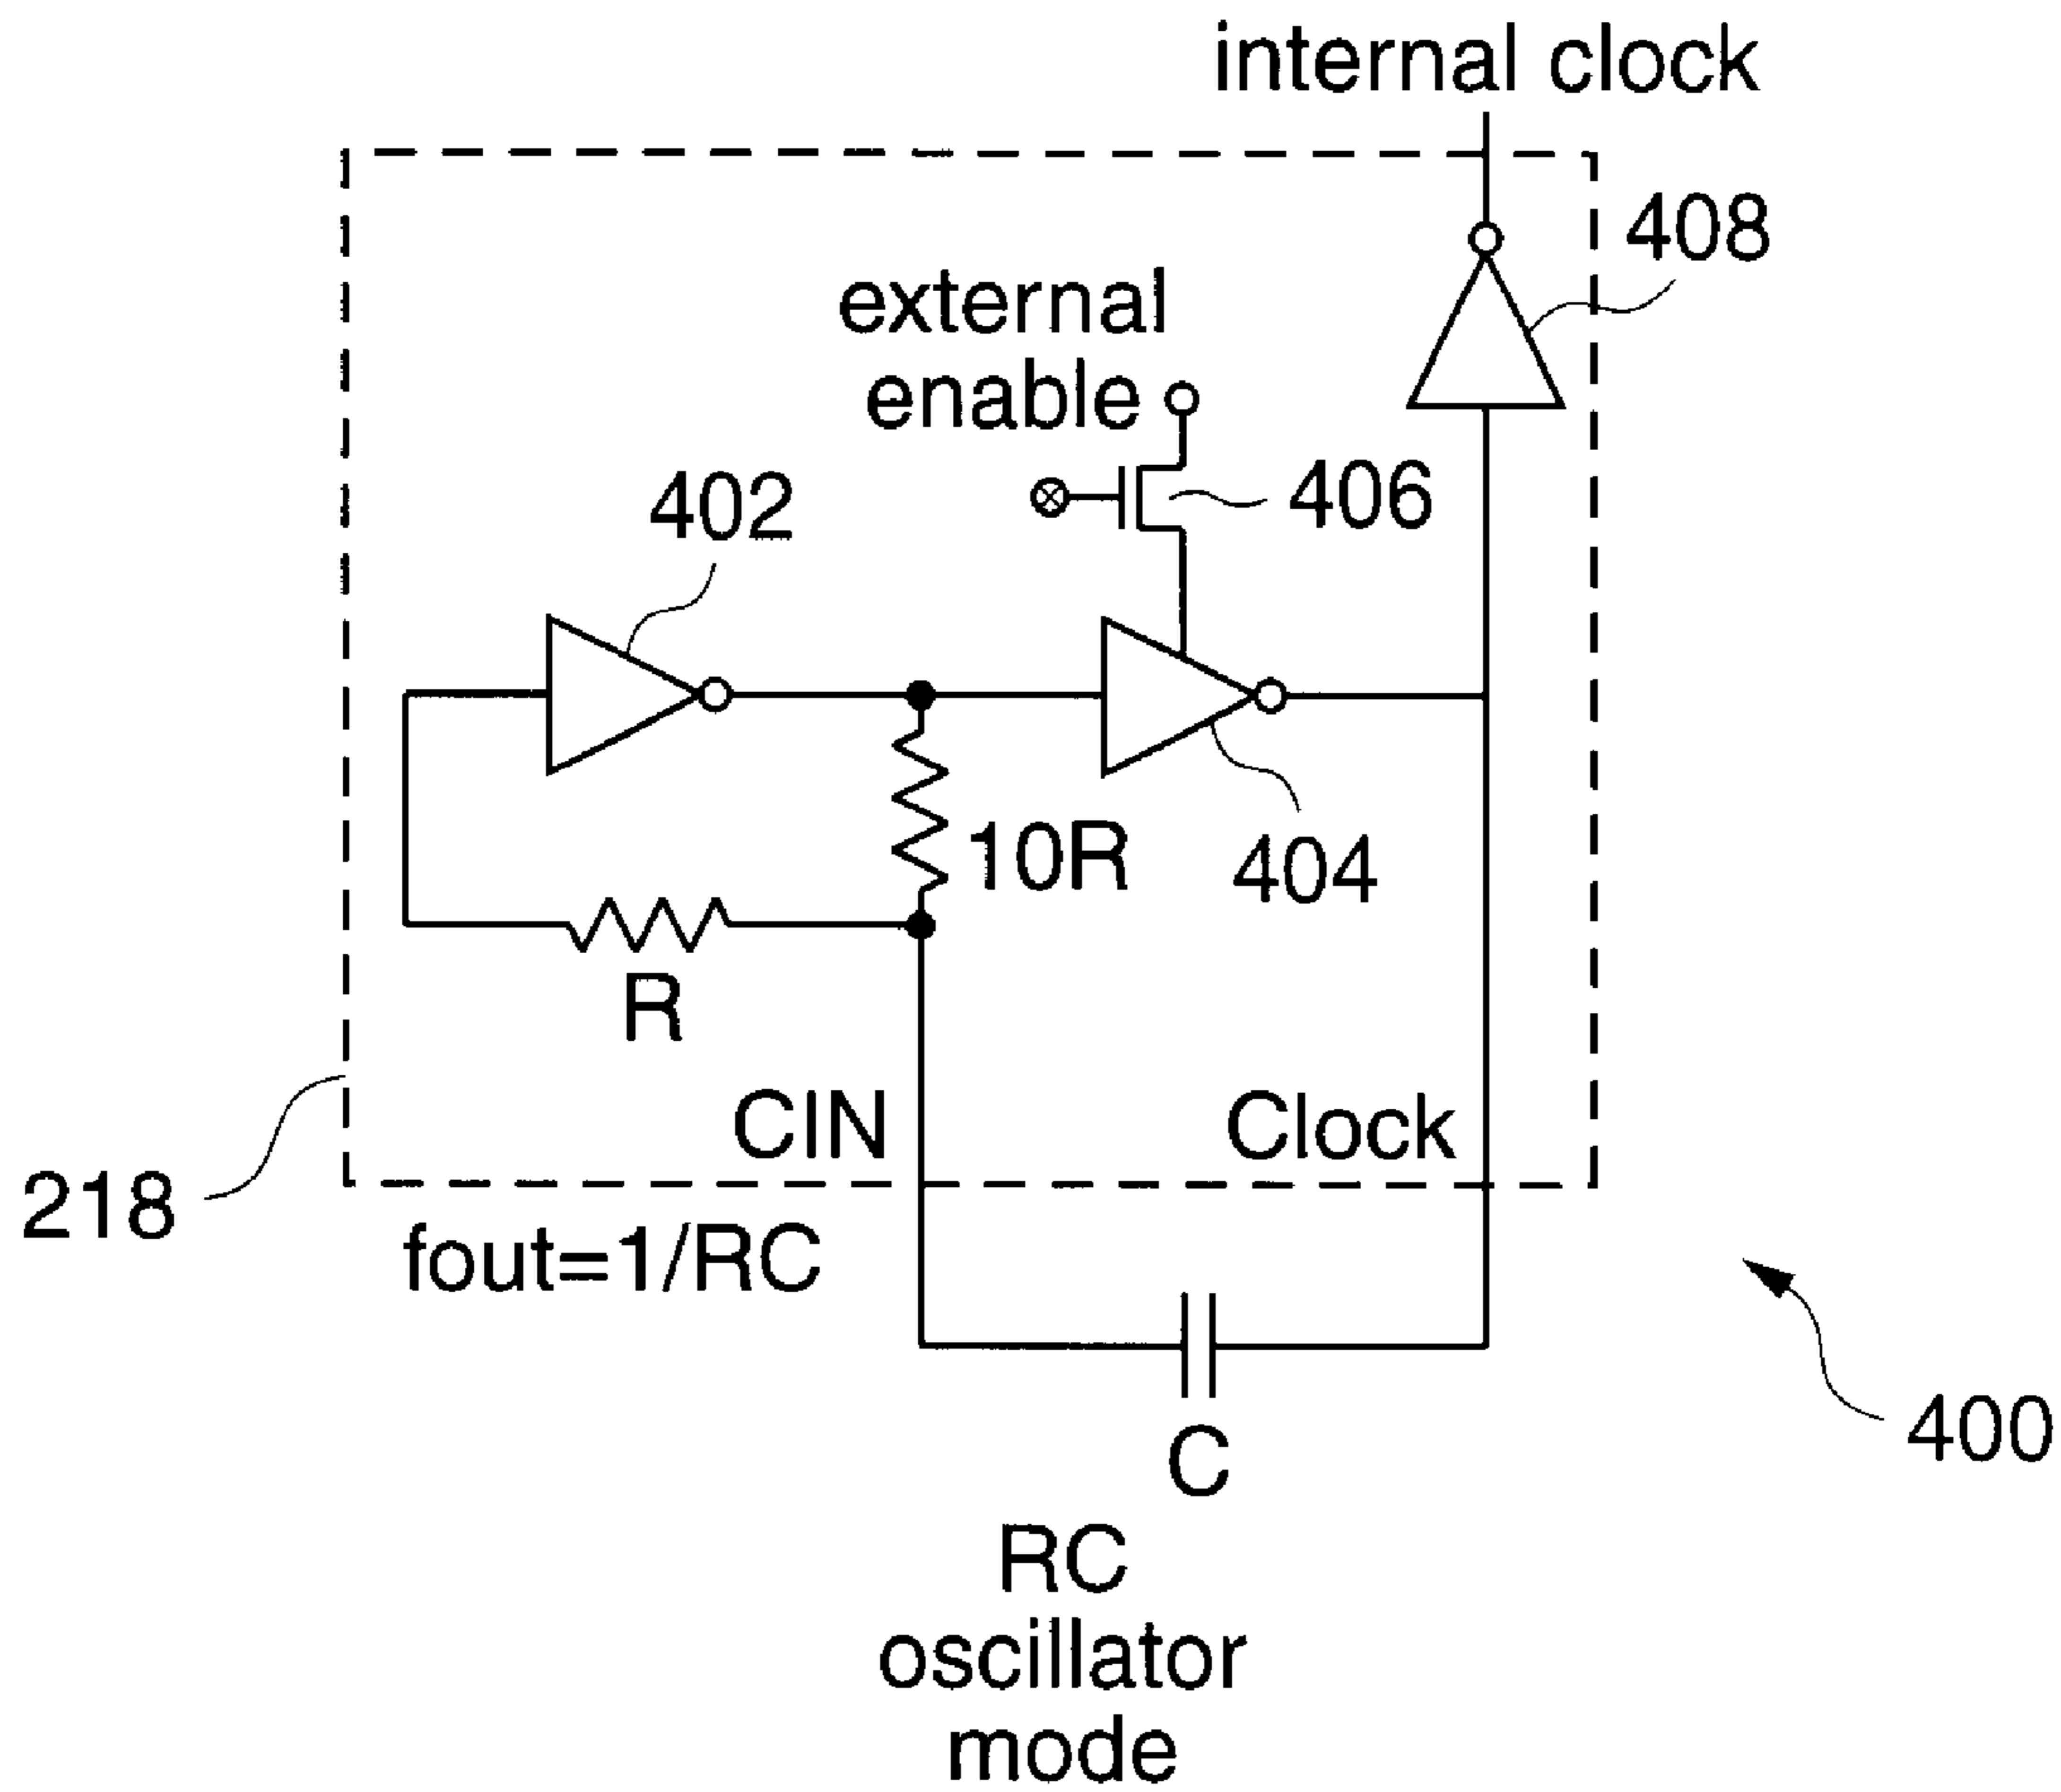 internal clock
408
external
enable
406
402
10R
404
R
CIN
Clock
218
fout=1/RC
C
400
RC
oscillator
mode